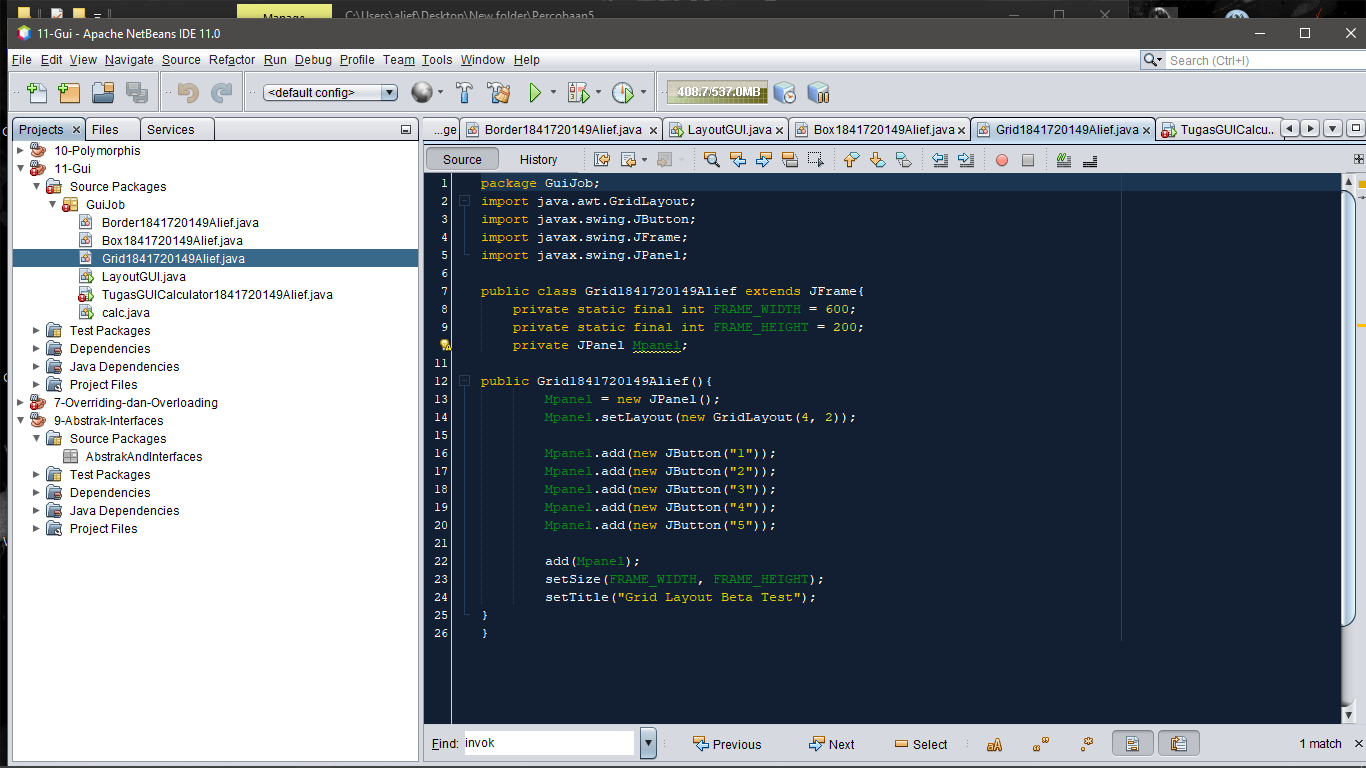 Manage
C:\Users\alief\Desktop\New folder\Percobaan5
11-Gui - Apache NetBeans IDE 11.0
File Edit View Navigate Source Refactor Run Debug Profile Team Tools Window Help
Search (Ctrl+I)
<default config>
408.7/537.0MB
Projects Files Services
10-Polymorphis
11-Gui
Source Packages
GuiJob
Border1841720149Alief.java
Box1841720149Alief.java
Grid1841720149Alief.java
LayoutGUI.java
TugasGUICalculator1841720149Alief.java
calc.java
Test Packages
Dependencies
Java Dependencies
Project Files
7-Overriding-dan-Overloading
9-Abstrak-Interfaces
Source Packages
AbstrakAndInterfaces
Test Packages
Dependencies
Java Dependencies
Project Files
...ge Border1841720149Alief.java LayoutGUI.java Box1841720149Alief.java Grid1841720149Alief.java TugasGUICalcu...
Source History
1 package GuiJob;
2 import java.awt.GridLayout;
3 import javax.swing.JButton;
4 import javax.swing.JFrame;
5 import javax.swing.JPanel;
6
7 public class Grid1841720149Alief extends JFrame{
8 private static final int FRAME_WIDTH = 600;
9 private static final int FRAME_HEIGHT = 200;
private JPanel Mpanel;
11
12 public Grid1841720149Alief(){
13 Mpanel = new JPanel();
14 Mpanel.setLayout(new GridLayout(4, 2));
15
16 Mpanel.add(new JButton("1"));
17 Mpanel.add(new JButton("2"));
18 Mpanel.add(new JButton("3"));
19 Mpanel.add(new JButton("4"));
20 Mpanel.add(new JButton("5"));
21
22 add(Mpanel);
23 setSize(FRAME_WIDTH, FRAME_HEIGHT);
24 setTitle("Grid Layout Beta Test");
25 }
26 }
Find: invok Previous Next Select aA 1 match